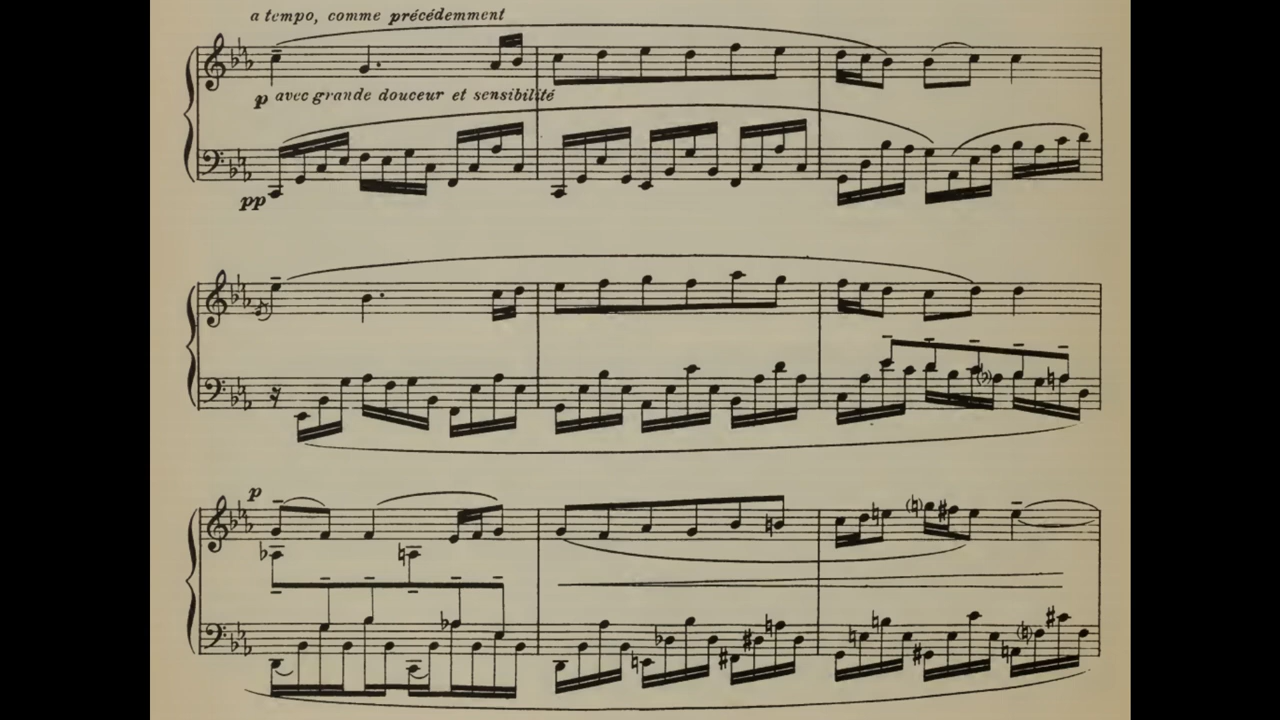 a tempo, comme précédemment
p avec grande douceur et sensibilité
pp
p